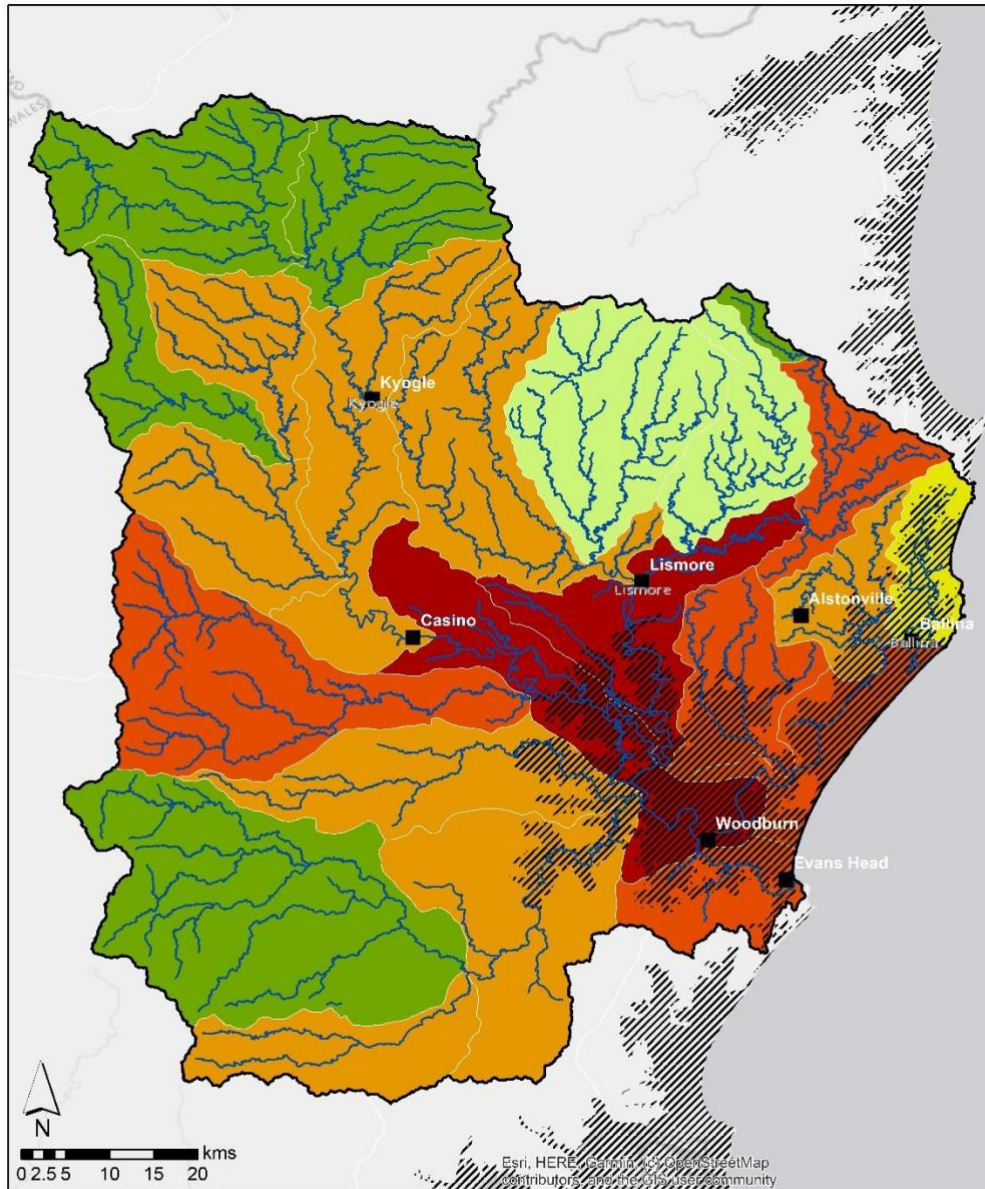 WALES
Kyogle
Kyogle
Lismore
Lismore
Alstonville
Casino
Ballina
Ballina
Woodburn
Evans Head
N
kms
0 2.5 5 10 15 20
Esri, HERE, Garmin, (c) OpenStreetMap
contributors, and the GIS user community